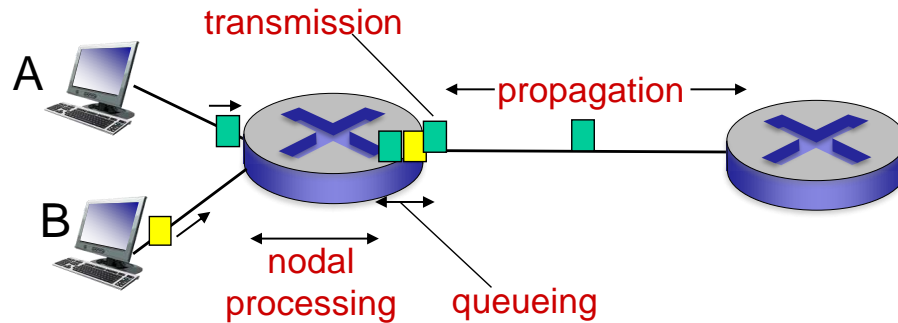 transmission
A
propagation
B
nodal
processing
queueing